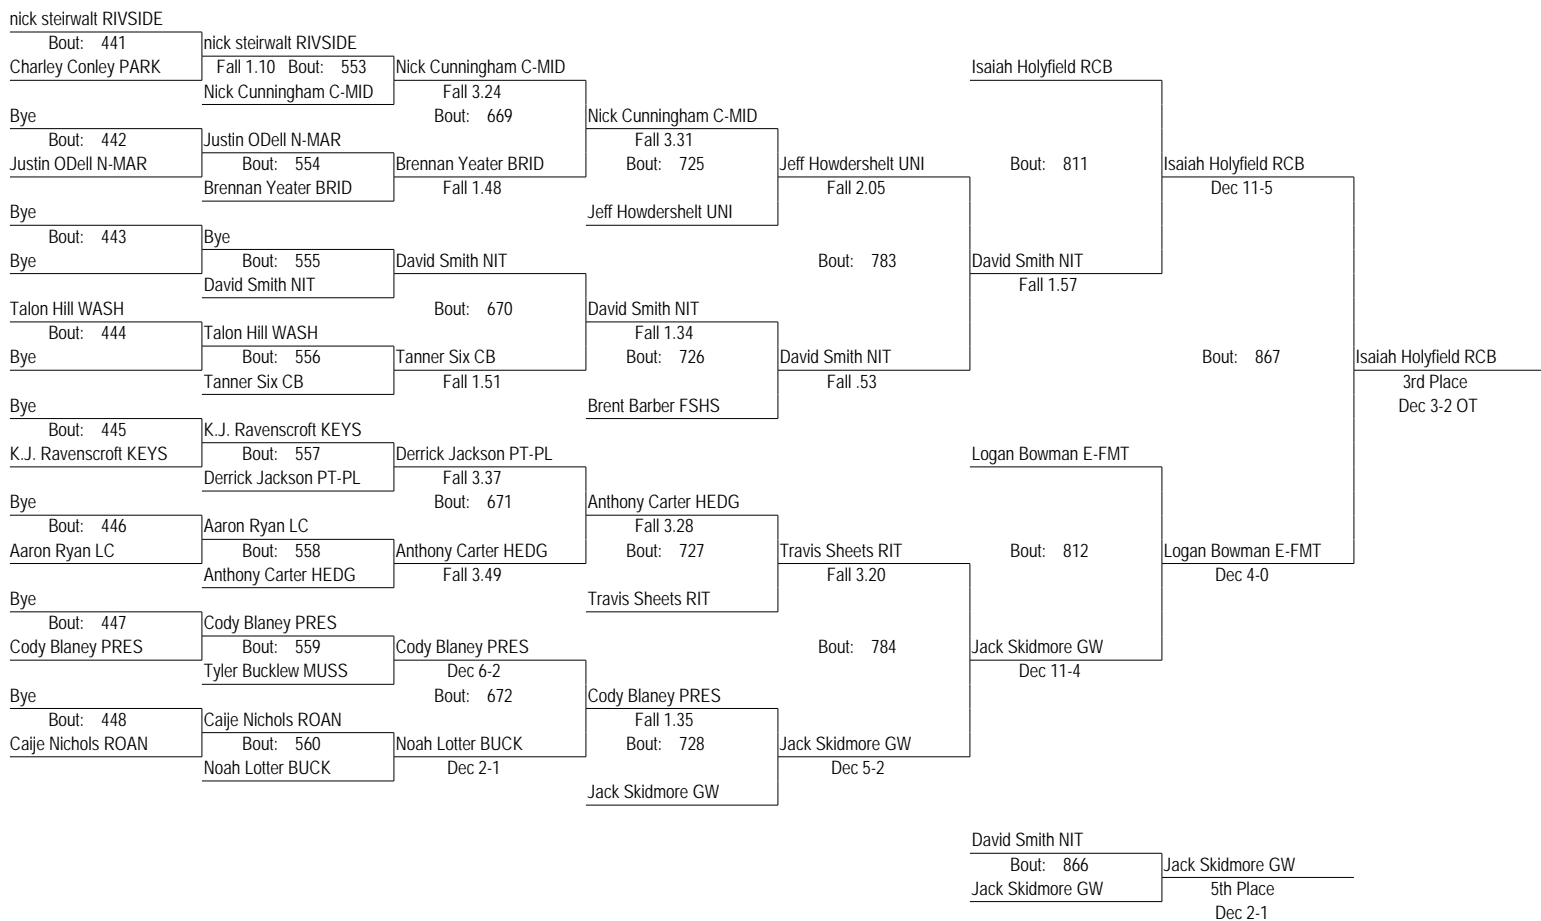 nick steirwalt RIVSIDE
Bout: 441
Charley Conley PARK
Bye
Bout: 442
Justin ODell N-MAR
Bye
Bout: 443
Bye
Talon Hill WASH
Bout: 444
Bye
Bye
Bout: 445
K.J. Ravenscroft KEYS
Bye
Bout: 446
Aaron Ryan LC
Bye
Bout: 447
Cody Blaney PRES
Bye
Bout: 448
Caije Nichols ROAN
nick steirwalt RIVSIDE
Fall 1.10 Bout: 553
Nick Cunningham C-MID
Justin ODell N-MAR
Bout: 554
Brennan Yeater BRID
Bye
Bout: 555
David Smith NIT
Talon Hill WASH
Bout: 556
Tanner Six CB
K.J. Ravenscroft KEYS
Bout: 557
Derrick Jackson PT-PL
Aaron Ryan LC
Bout: 558
Anthony Carter HEDG
Cody Blaney PRES
Bout: 559
Tyler Bucklew MUSS
Caije Nichols ROAN
Bout: 560
Noah Lotter BUCK
Nick Cunningham C-MID
Fall 3.24
Bout: 669
Brennan Yeater BRID
Fall 1.48
David Smith NIT
Bout: 670
Tanner Six CB
Fall 1.51
Derrick Jackson PT-PL
Fall 3.37
Bout: 671
Anthony Carter HEDG
Fall 3.49
Cody Blaney PRES
Dec 6-2
Bout: 672
Noah Lotter BUCK
Dec 2-1
Nick Cunningham C-MID
Fall 3.31
Bout: 725
Jeff Howdershelt UNI
David Smith NIT
Fall 1.34
Bout: 726
Brent Barber FSHS
Anthony Carter HEDG
Fall 3.28
Bout: 727
Travis Sheets RIT
Cody Blaney PRES
Fall 1.35
Bout: 728
Jack Skidmore GW
Jeff Howdershelt UNI
Fall 2.05
Bout: 783
David Smith NIT
Fall .53
Travis Sheets RIT
Fall 3.20
Bout: 784
Jack Skidmore GW
Dec 5-2
Isaiah Holyfield RCB
Bout: 811
David Smith NIT
Fall 1.57
Logan Bowman E-FMT
Bout: 812
Jack Skidmore GW
Dec 11-4
Isaiah Holyfield RCB
Dec 11-5
Bout: 867
Logan Bowman E-FMT
Dec 4-0
Isaiah Holyfield RCB
3rd Place
Dec 3-2 OT
David Smith NIT
Bout: 866
Jack Skidmore GW
Jack Skidmore GW
5th Place
Dec 2-1